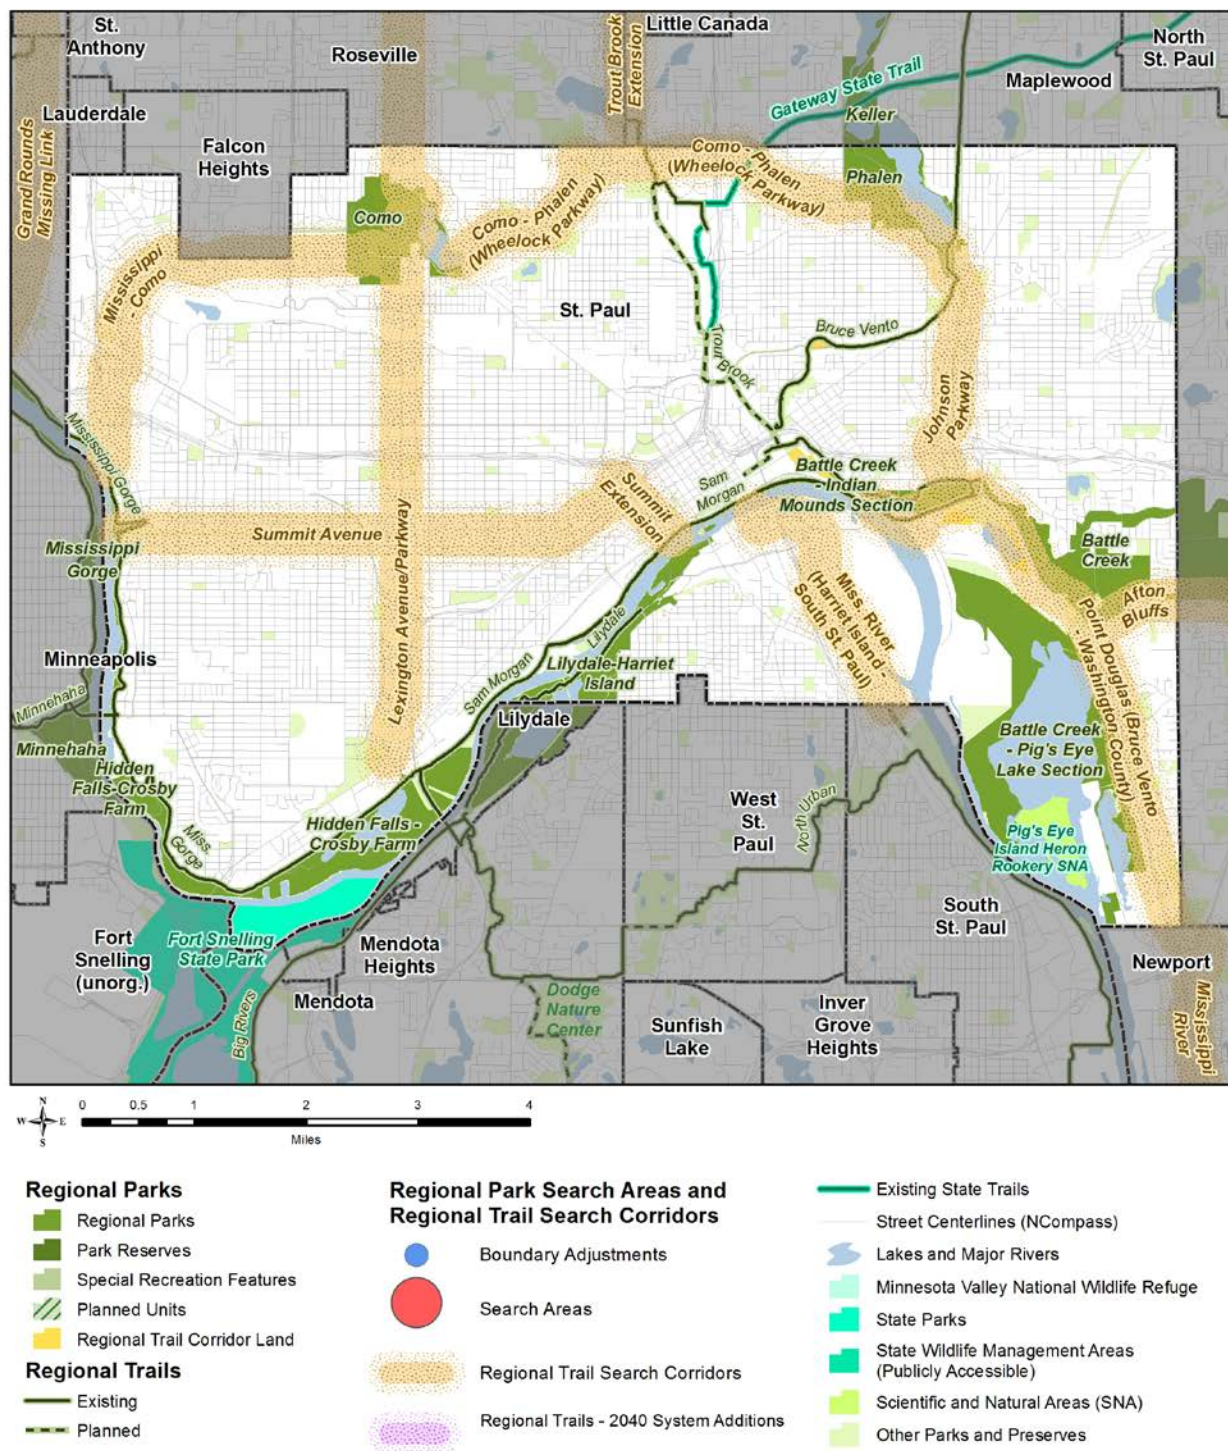 St.
Anthony
Roseville
Trout Brook
Extension
Little Canada
North
St. Paul
Maplewood
Gateway State Trail
Lauderdale
Falcon
Heights
Grand Rounds
Missing Link
Keller
Como - Phalen
(Wheelock Parkway)
Phalen
Como
Como - Phalen
(Wheelock Parkway)
Mississippi
- Como
St. Paul
Bruce Vento
Trout Brook
Johnson
Parkway
Mississippi Gorge
Sam
Morgan
Battle Creek
- Indian
Mounds Section
Summit
Extension
Summit Avenue
Mississippi
Gorge
Battle
Creek
Afton
Bluffs
Lexington Avenue/Parkway
Miss. River
(Harriet Island -
South St. Paul)
Point Douglas (Bruce Vento
Washington County)
Minneapolis
Lilydale
Sam Morgan
Lilydale-Harriet
Island
Minnehaha
Lilydale
Minnehaha
Hidden
Falls-Crosby
Farm
Battle Creek
- Pig's Eye
Lake Section
West
St.
Paul
North Urban
Miss.
Gorge
Hidden Falls -
Crosby Farm
Pig's Eye
Island Heron
Rookery SNA
South
St. Paul
Fort
Snelling
(unorg.)
Fort Snelling
State Park
Mendota
Heights
Newport
Big Rivers
Mendota
Dodge
Nature
Center
Sunfish
Lake
Inver
Grove
Heights
Mississippi
River
N
W E
S
0 0.5 1 2 3 4
Miles
Regional Parks
Regional Parks
Park Reserves
Special Recreation Features
Planned Units
Regional Trail Corridor Land
Regional Trails
Existing
Planned
Regional Park Search Areas and
Regional Trail Search Corridors
Boundary Adjustments
Search Areas
Regional Trail Search Corridors
Regional Trails - 2040 System Additions
Existing State Trails
Street Centerlines (NCompass)
Lakes and Major Rivers
Minnesota Valley National Wildlife Refuge
State Parks
State Wildlife Management Areas
(Publicly Accessible)
Scientific and Natural Areas (SNA)
Other Parks and Preserves